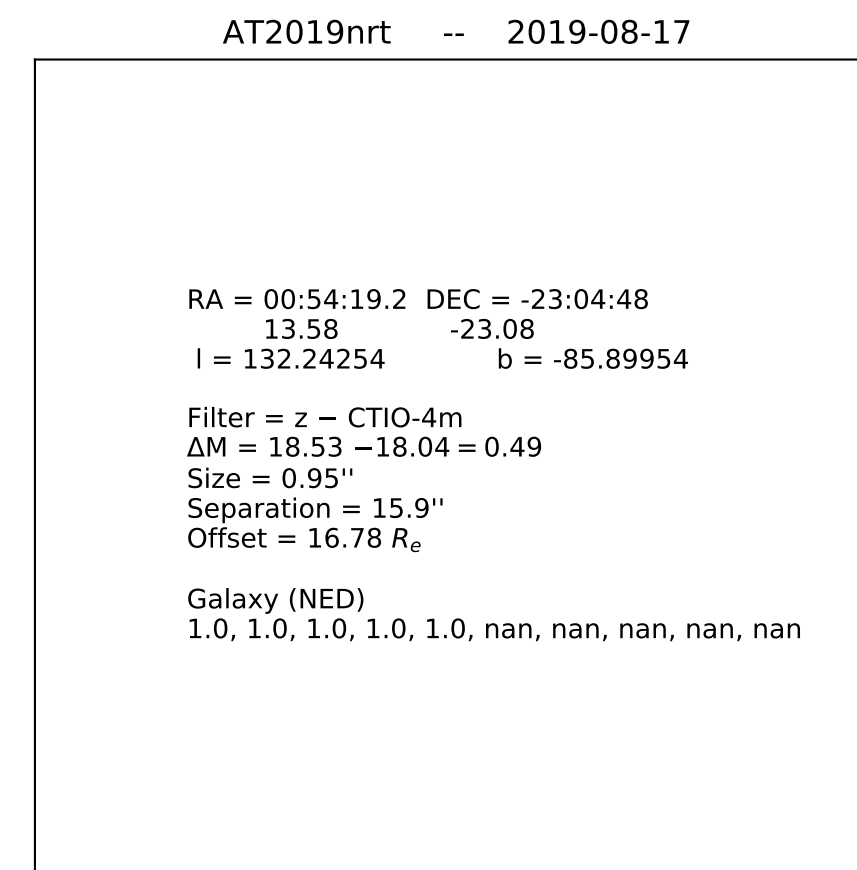 AT2019nrt -- 2019-08-17
RA = 00:54:19.2 DEC = -23:04:48
13.58 -23.08
l = 132.24254 b = -85.89954
Filter = z − CTIO-4m
ΔM = 18.53 −18.04 = 0.49
Size = 0.95''
Separation = 15.9''
Offset = 16.78 Re
Galaxy (NED)
1.0, 1.0, 1.0, 1.0, 1.0, nan, nan, nan, nan, nan